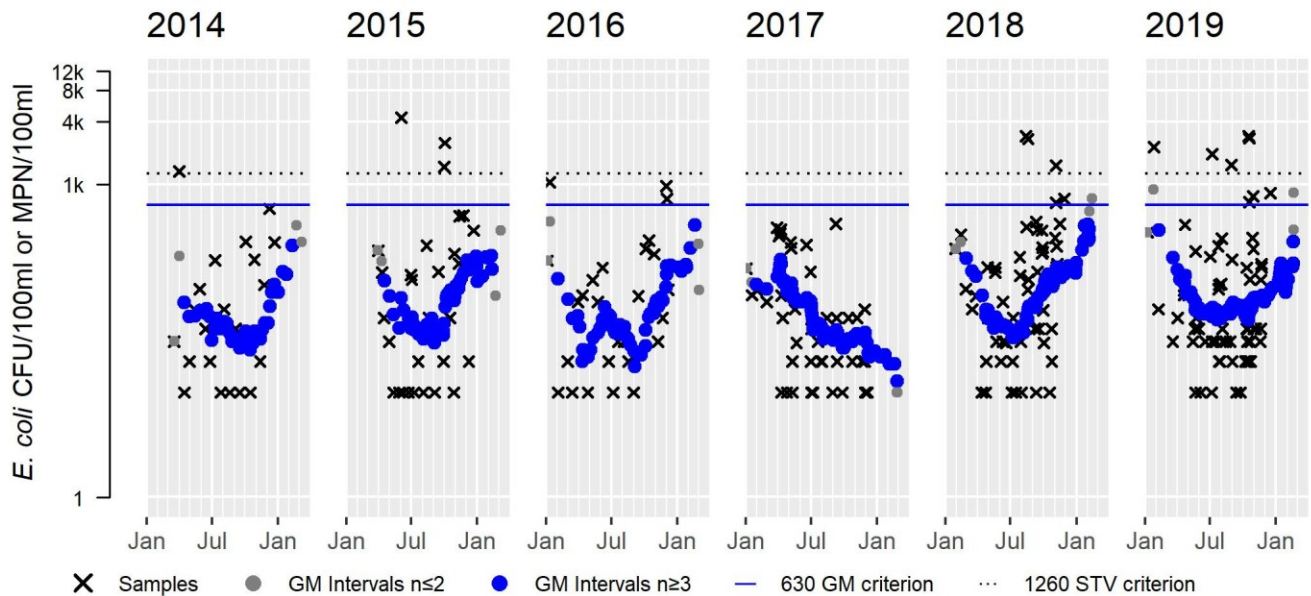 2014 2015 2016 2017 2018 2019
E. coli CFU/100ml or MPN/100ml
12k
8k
4k
1k
1
Jan Jul Jan Jan Jul Jan Jan Jul Jan Jan Jul Jan Jan Jul Jan Jan Jul Jan
Samples GM Intervals n≤2 GM Intervals n≥3 630 GM criterion 1260 STV criterion